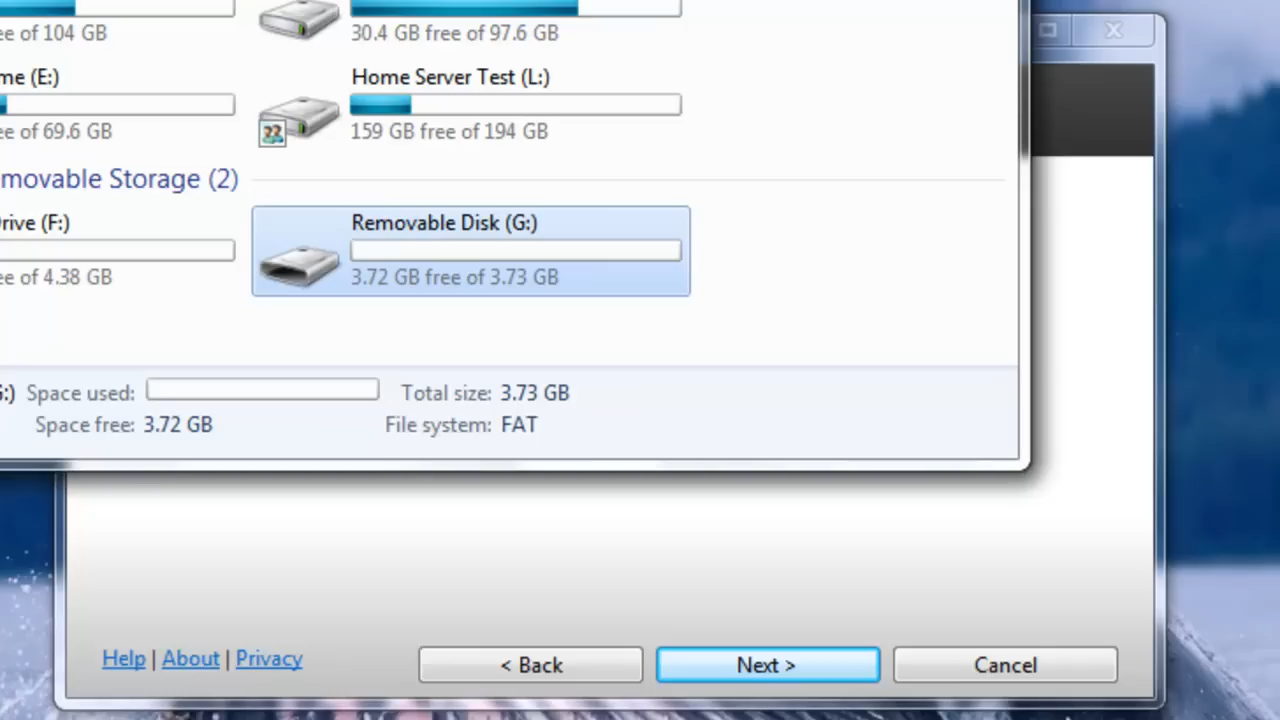 ee of 104 GB
30.4 GB free of 97.6 GB
me (E:)
Home Server Test (L:)
ee of 69.6 GB
159 GB free of 194 GB
movable Storage (2)
Drive (F:)
Removable Disk (G:)
ee of 4.38 GB
3.72 GB free of 3.73 GB
G:) Space used: Total size: 3.73 GB
Space free: 3.72 GB File system: FAT
Help | About | Privacy
< Back
Next >
Cancel